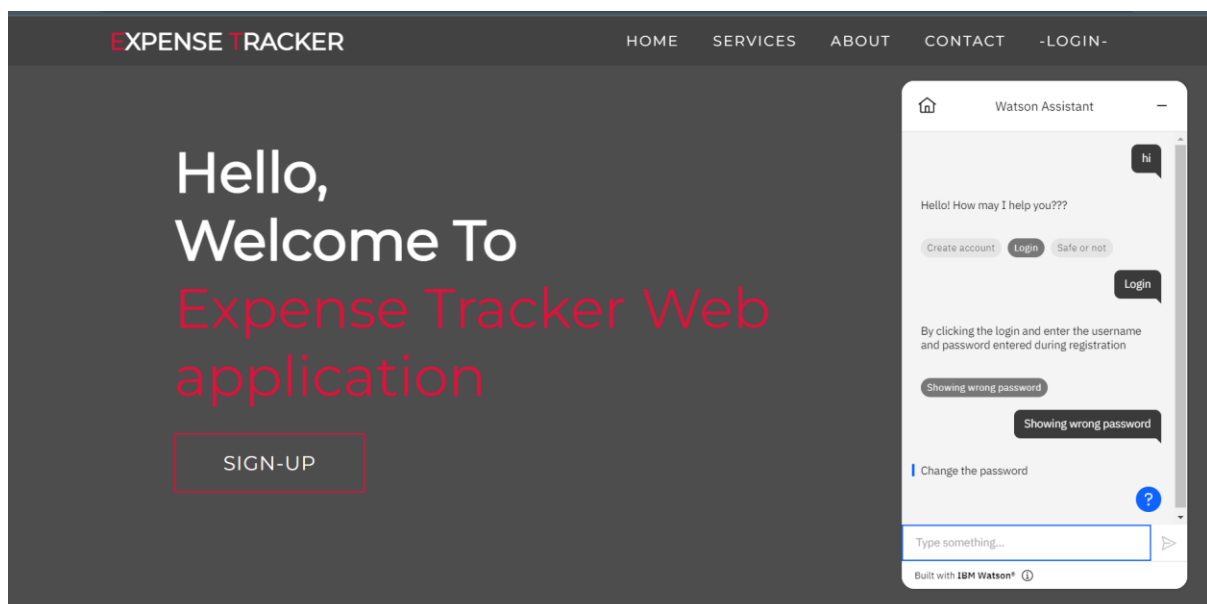 EXPENSE TRACKER
HOME SERVICES ABOUT CONTACT -LOGIN-
Hello,
Welcome To
Expense Tracker Web
application
SIGN-UP
Watson Assistant
hi
Hello! How may I help you???
Create account Login Safe or not
Login
By clicking the login and enter the username
and password entered during registration
Showing wrong password
Showing wrong password
Change the password
?
Type something...
Built with IBM Watson®